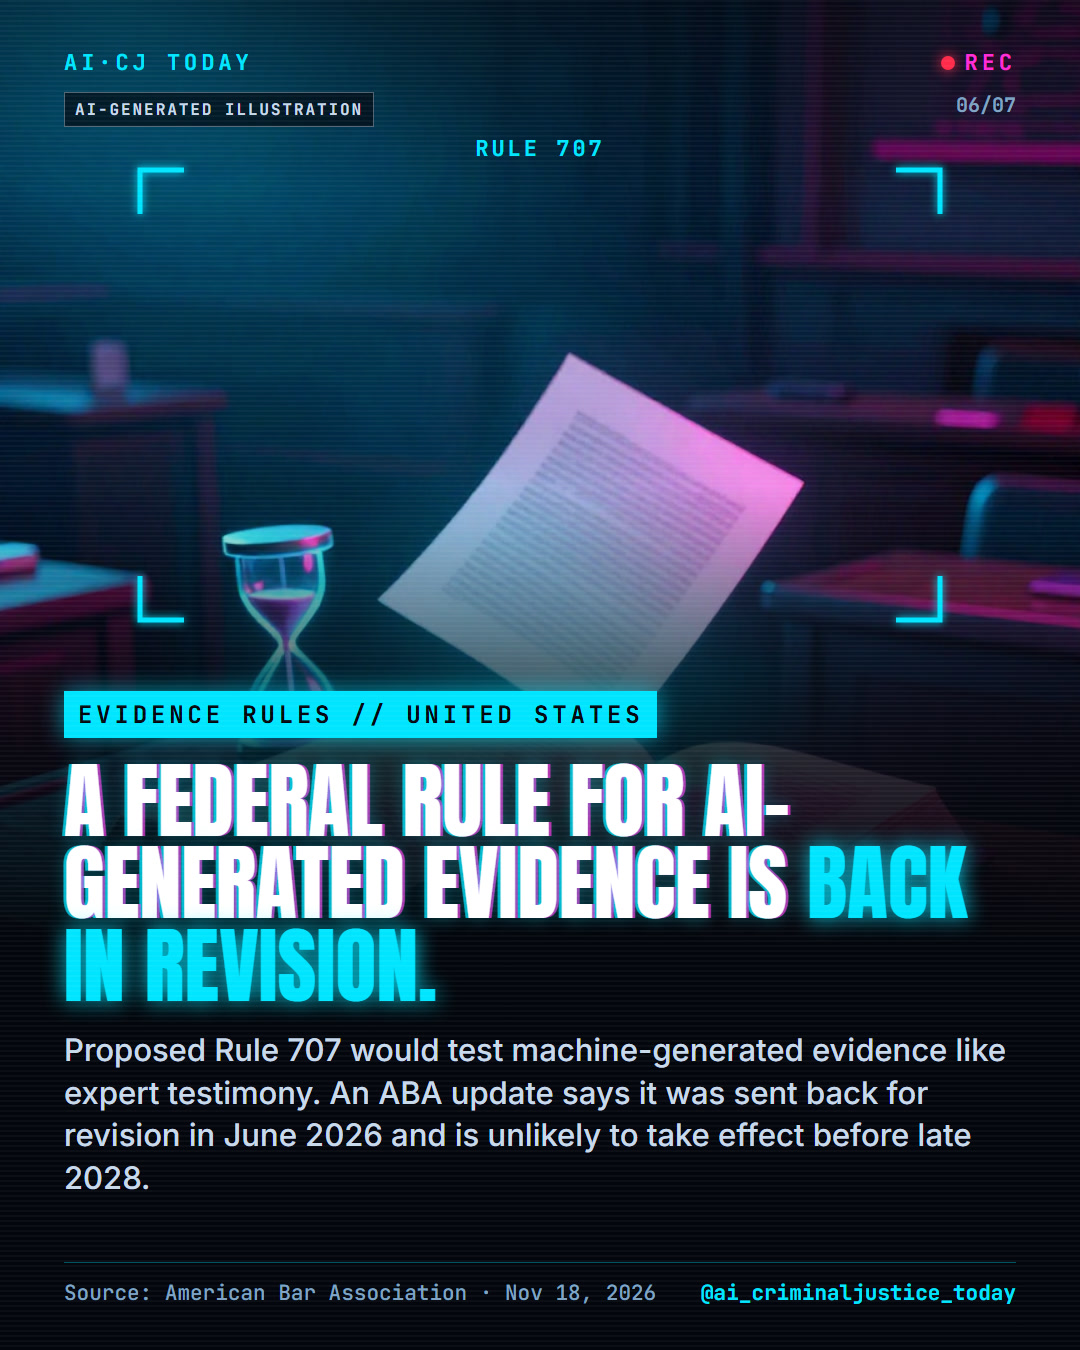 AI·CJ TODAY
REC
AI-GENERATED ILLUSTRATION
06/07
RULE 707
EVIDENCE RULES // UNITED STATES
A FEDERAL RULE FOR AI-
GENERATED EVIDENCE IS BACK
IN REVISION.
Proposed Rule 707 would test machine-generated evidence like
expert testimony. An ABA update says it was sent back for
revision in June 2026 and is unlikely to take effect before late
2028.
Source: American Bar Association · Nov 18, 2026
@ai_criminaljustice_today